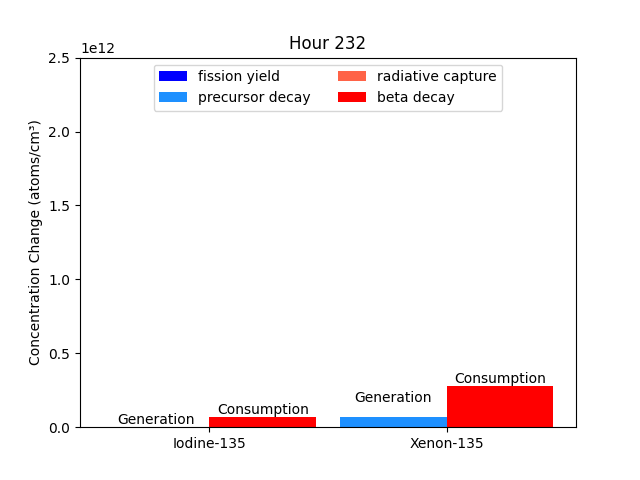 Hour 232
1e12
2.5
2.0
1.5
1.0
0.5
0.0
Concentration Change (atoms/cm³)
fission yield
precursor decay
radiative capture
beta decay
Generation
Consumption
Generation
Consumption
Iodine-135
Xenon-135